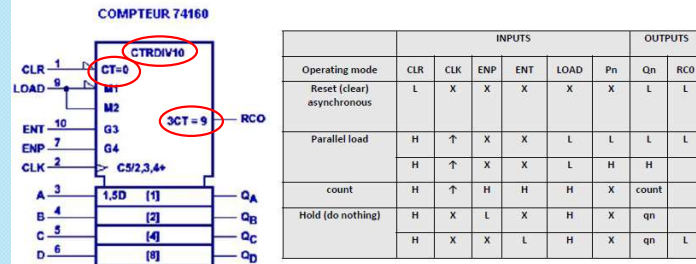 COMPTEUR 74160
CTRDIV10
CLR 1 CT=0
LOAD 9 M1
M2
ENT 10 G3 3CT = 9 RCO
ENP 7 G4
CLK 2 C5/2,3,4+
A 3 1,5D [1] QA
B 4 [2] QB
C 5 [4] QC
D 6 [8] QD
INPUTS OUTPUTS
Operating mode CLR CLK ENP ENT LOAD Pn Qn RCO
Reset (clear) L X X X X X L L
asynchronous
Parallel load H ↑ X X L L L L
H ↑ X X L H H
count H ↑ H H H X count
Hold (do nothing) H X L X H X qn
H X X L H X qn L